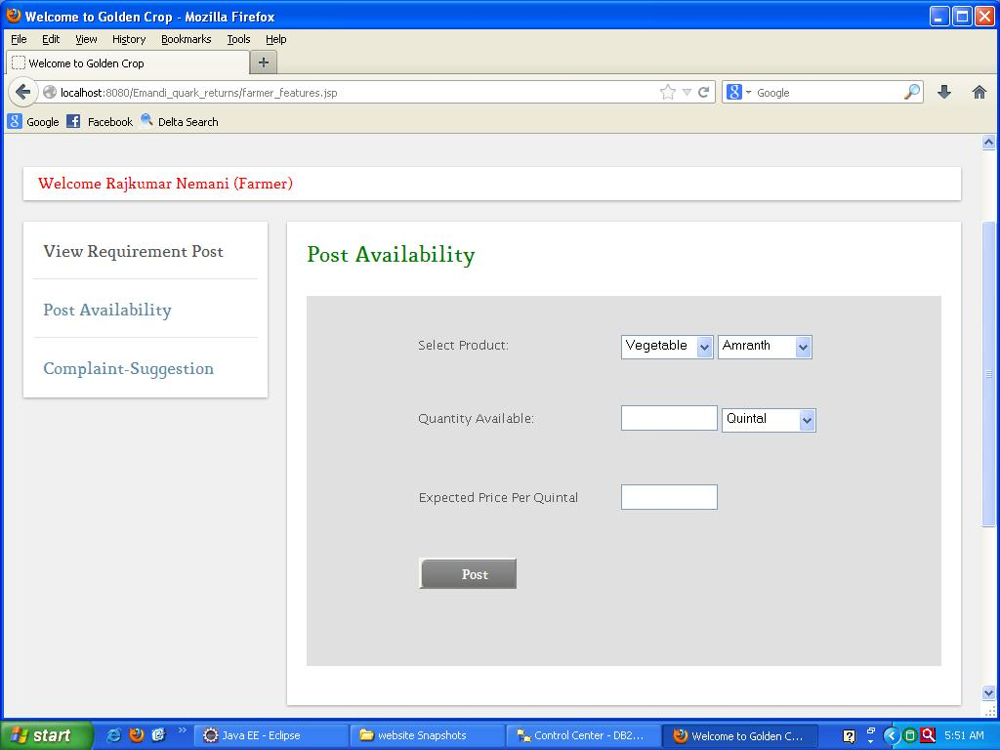 Welcome to Golden Crop - Mozilla Firefox
File Edit View History Bookmarks Tools Help
Welcome to Golden Crop +
localhost:8080/Emandi_quark_returns/farmer_features.jsp Google
Google Facebook Delta Search
Welcome Rajkumar Nemani (Farmer)
View Requirement Post
Post Availability
Complaint-Suggestion
Post Availability
Select Product: Vegetable Amranth
Quantity Available: Quintal
Expected Price Per Quintal
Post
start Java EE - Eclipse website Snapshots Control Center - DB2... Welcome to Golden C... 5:51 AM